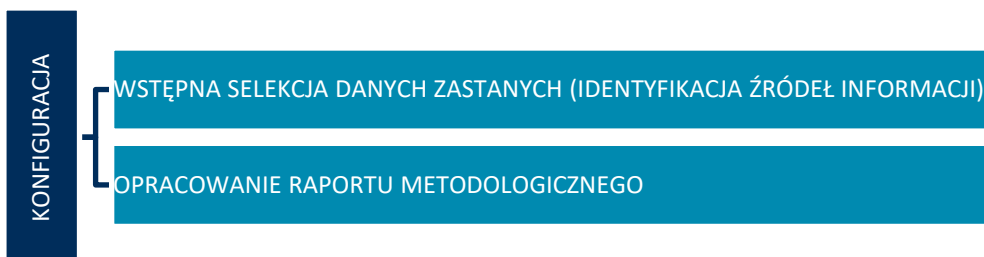 KONFIGURACJA
WSTĘPNA SELEKCJA DANYCH ZASTANYCH (IDENTYFIKACJA ŹRÓDEŁ INFORMACJI)
OPRACOWANIE RAPORTU METODOLOGICZNEGO